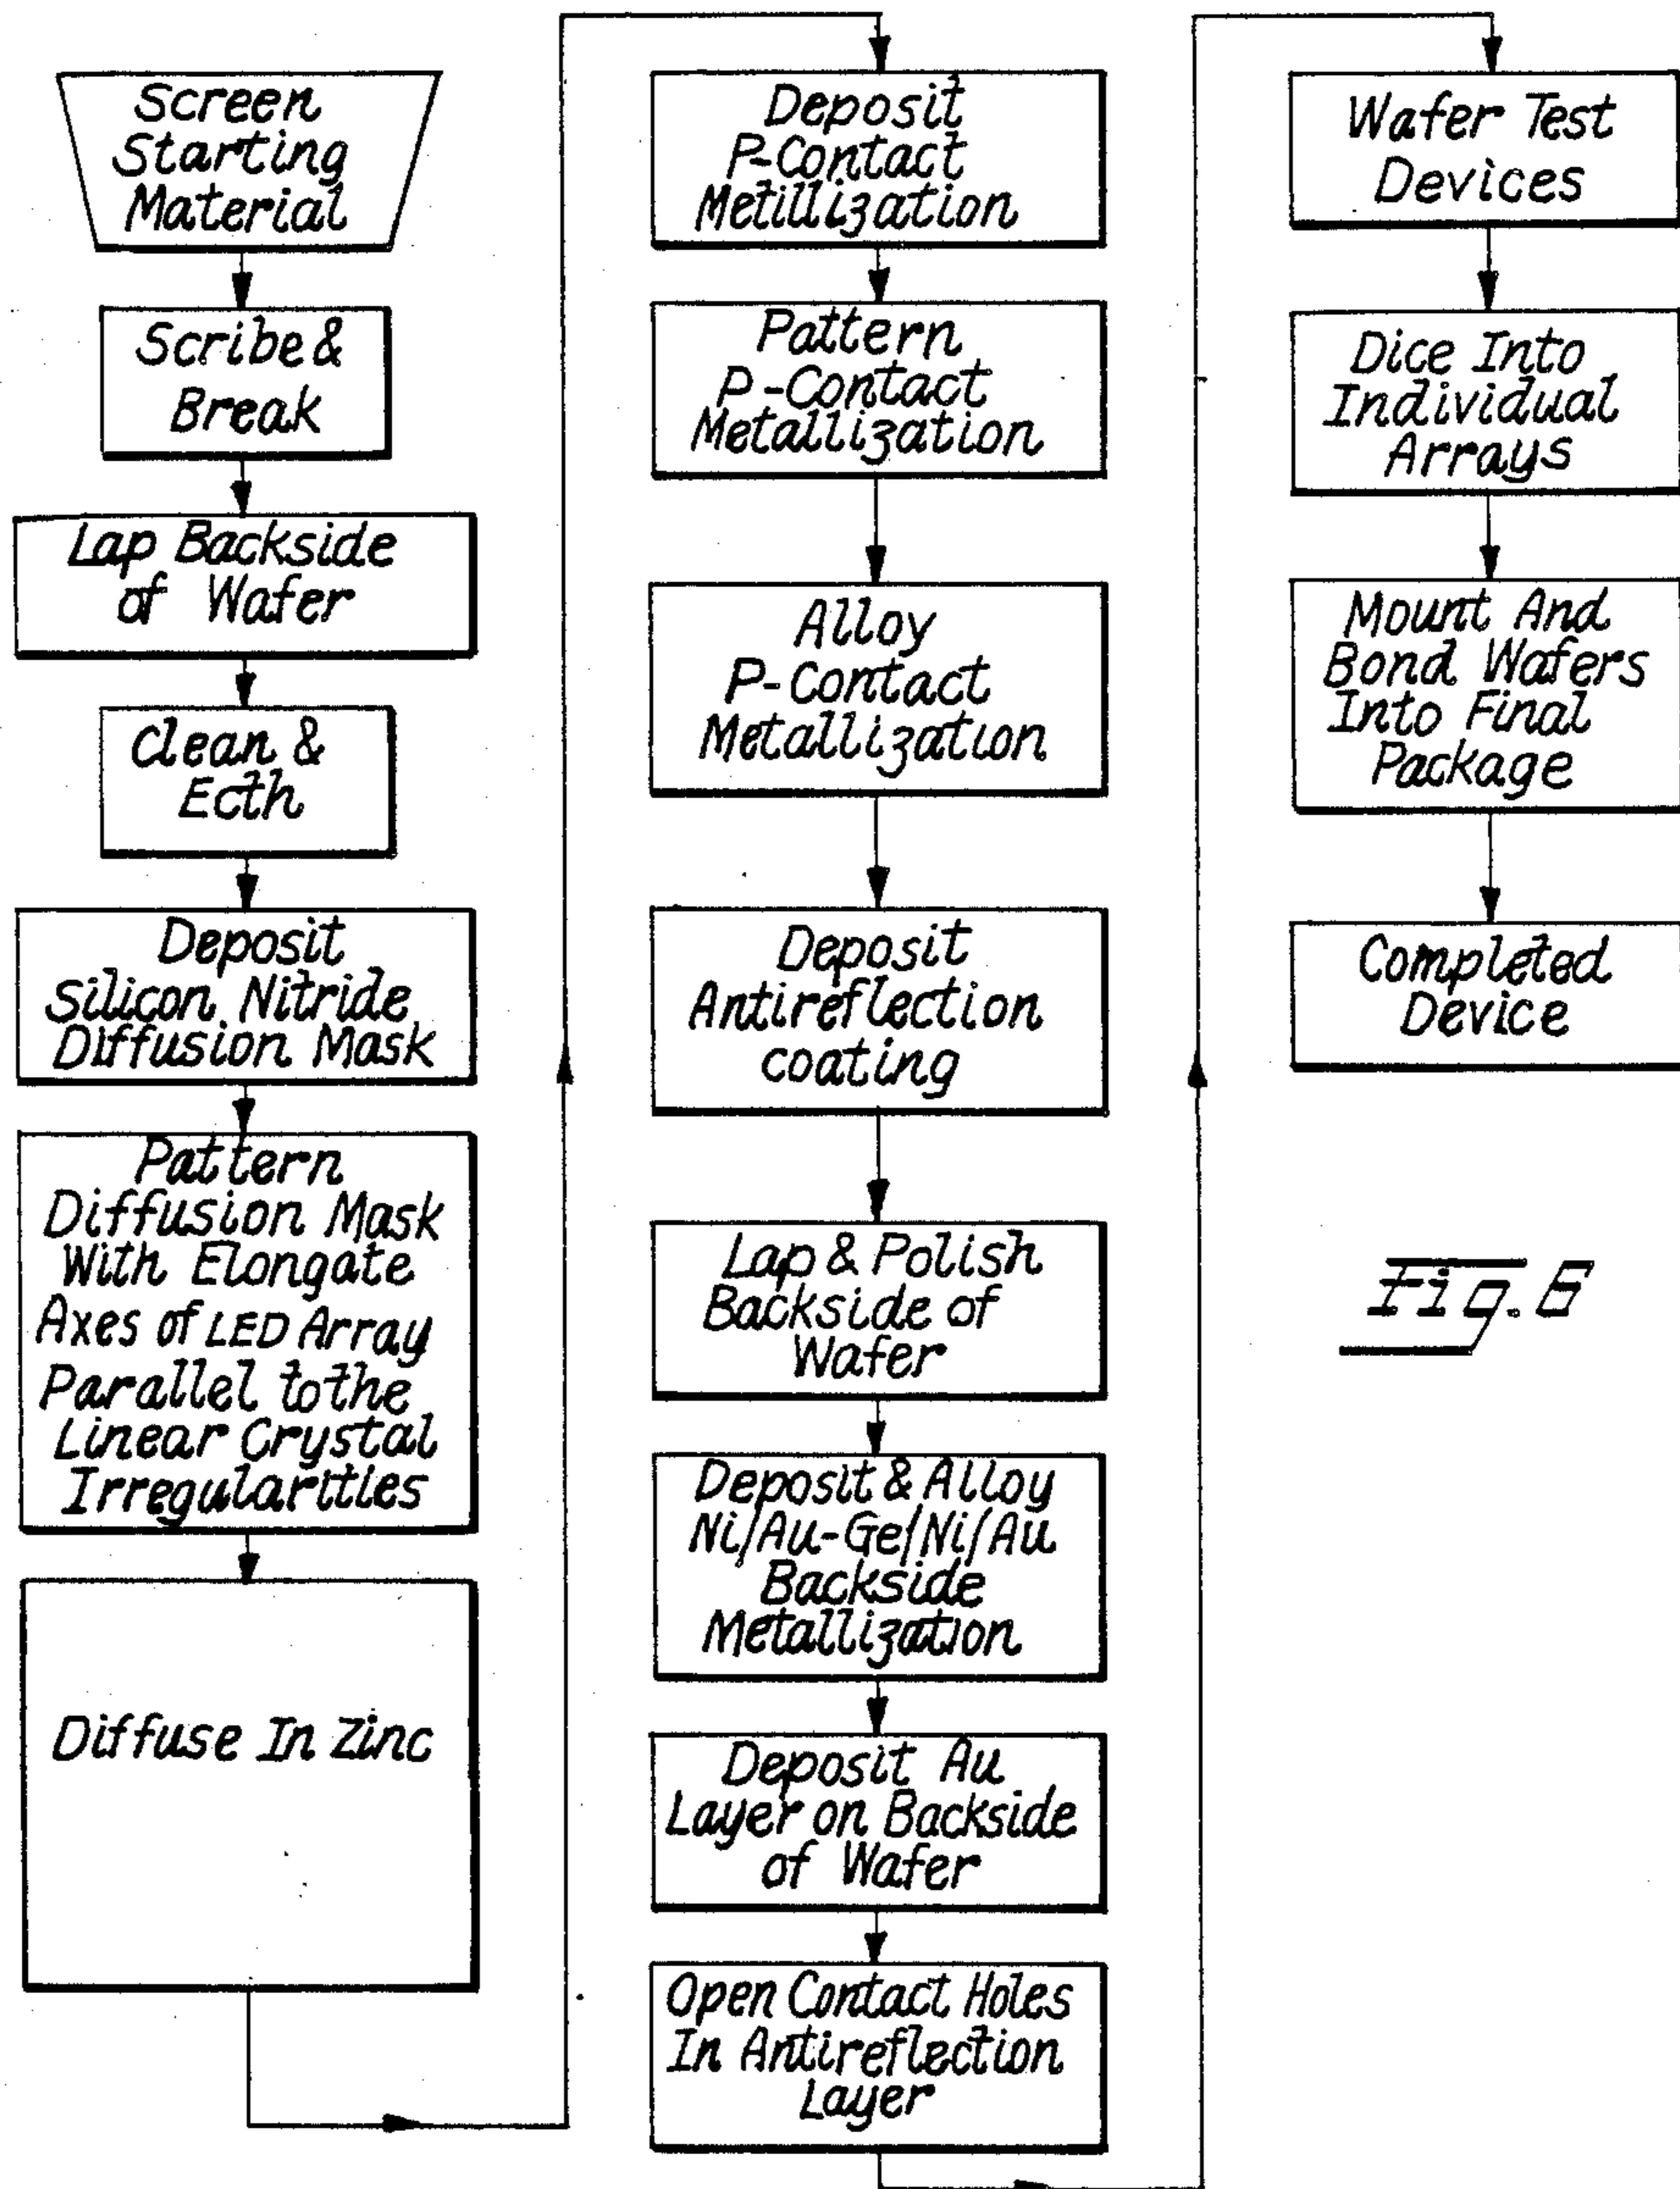 Screen
Starting
Material
Scribe &
Break
Lap Backside
of Wafer
Clean &
Ecth
Deposit
Silicon Nitride
Diffusion Mask
Pattern
Diffusion Mask
With Elongate
Axes of LED Array
Parallel to the
Linear Crystal
Irregularities
Diffuse In Zinc
Deposit
P-Contact
Metillization
Pattern
P-Contact
Metallization
Alloy
P-Contact
Metallization
Deposit
Antireflection
coating
Lap & Polish
Backside of
Wafer
Deposit & Alloy
Ni/Au-Ge/Ni/Au
Backside
Metallization
Deposit Au
Layer on Backside
of Wafer
Open Contact Holes
In Antireflection
Layer
Wafer Test
Devices
Dice Into
Individual
Arrays
Mount And
Bond Wafers
Into Final
Package
Completed
Device
Fig. 6